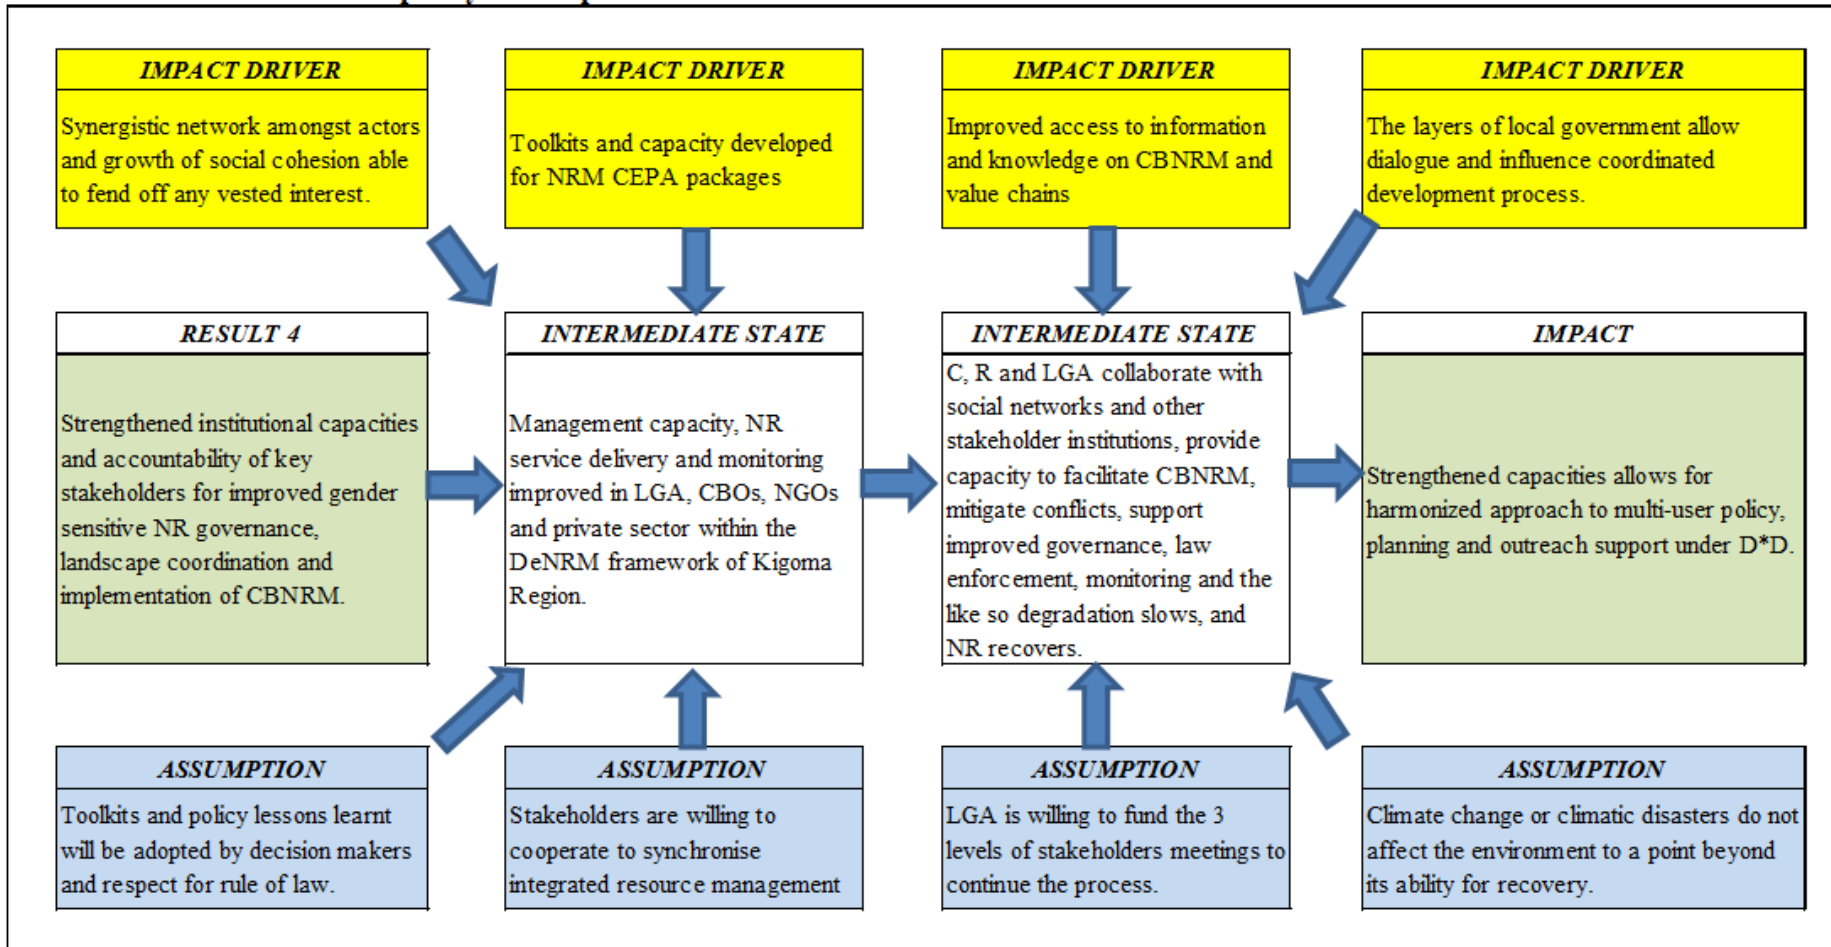 IMPACT DRIVER
Synergistic network amongst actors
and growth of social cohesion able
to fend off any vested interest.
IMPACT DRIVER
Toolkits and capacity developed
for NRM CEPA packages
IMPACT DRIVER
Improved access to information
and knowledge on CBNRM and
value chains
IMPACT DRIVER
The layers of local government allow
dialogue and influence coordinated
development process.
RESULT 4
Strengthened institutional capacities
and accountability of key
stakeholders for improved gender
sensitive NR governance,
landscape coordination and
implementation of CBNRM.
INTERMEDIATE STATE
Management capacity, NR
service delivery and monitoring
improved in LGA, CBOs, NGOs
and private sector within the
DeNRM framework of Kigoma
Region.
INTERMEDIATE STATE
C, R and LGA collaborate with
social networks and other
stakeholder institutions, provide
capacity to facilitate CBNRM,
mitigate conflicts, support
improved governance, law
enforcement, monitoring and the
like so degradation slows, and
NR recovers.
IMPACT
Strengthened capacities allows for
harmonized approach to multi-user policy,
planning and outreach support under D*D.
ASSUMPTION
Toolkits and policy lessons learnt
will be adopted by decision makers
and respect for rule of law.
ASSUMPTION
Stakeholders are willing to
cooperate to synchronise
integrated resource management
ASSUMPTION
LGA is willing to fund the 3
levels of stakeholders meetings to
continue the process.
ASSUMPTION
Climate change or climatic disasters do not
affect the environment to a point beyond
its ability for recovery.